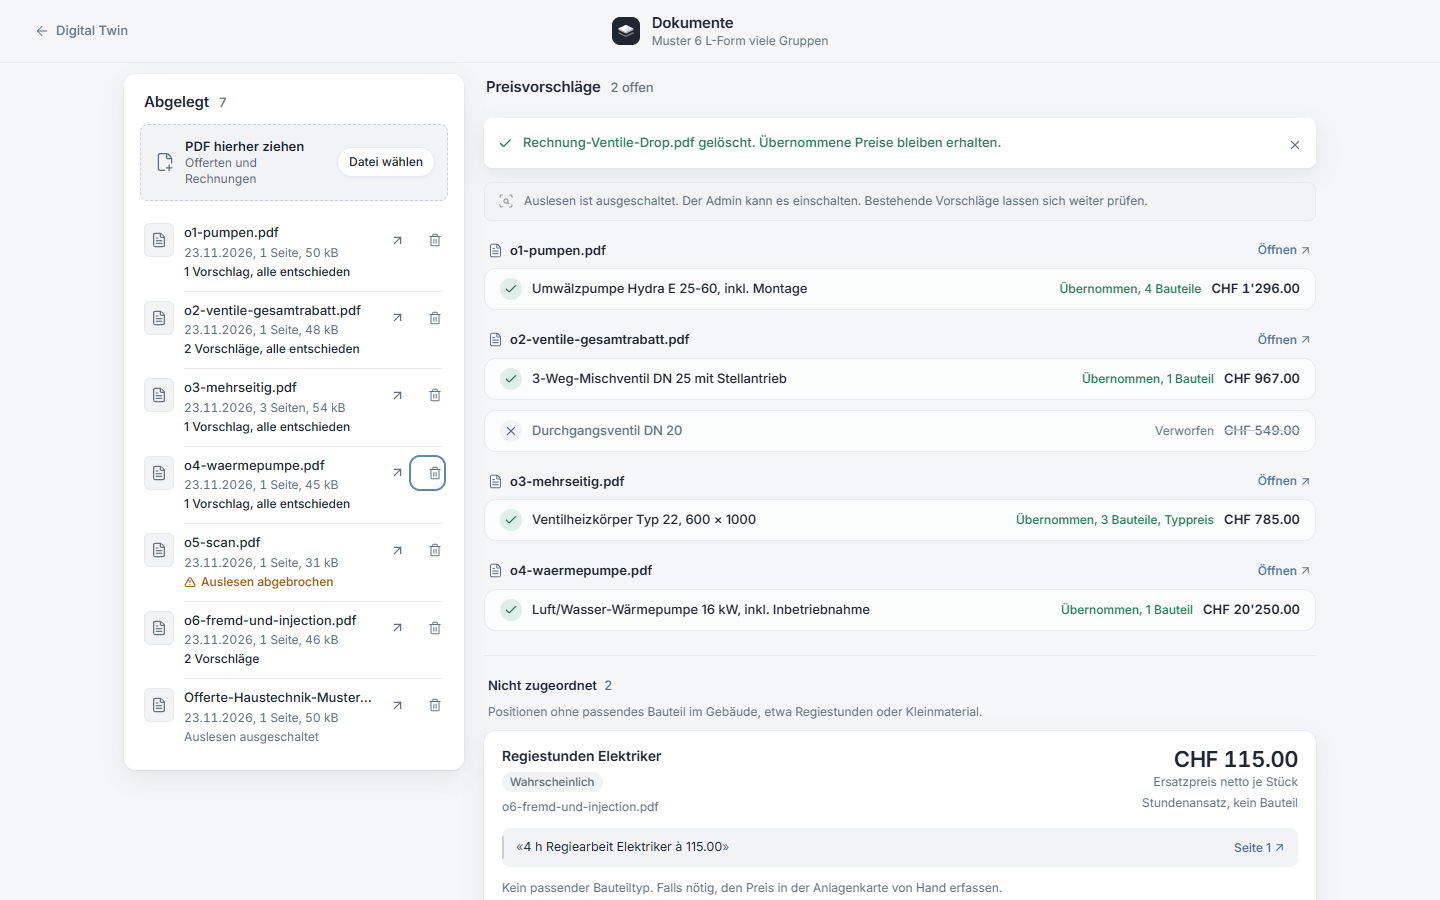 Digital Twin
Dokumente
Muster 6 L-Form viele Gruppen
Abgelegt 7
PDF hierher ziehen
Offerten und
Rechnungen
Datei wählen
o1-pumpen.pdf
23.11.2026, 1 Seite, 50 kB
1 Vorschlag, alle entschieden
o2-ventile-gesamtrabatt.pdf
23.11.2026, 1 Seite, 48 kB
2 Vorschläge, alle entschieden
o3-mehrseitig.pdf
23.11.2026, 3 Seiten, 54 kB
1 Vorschlag, alle entschieden
o4-waermepumpe.pdf
23.11.2026, 1 Seite, 45 kB
1 Vorschlag, alle entschieden
o5-scan.pdf
23.11.2026, 1 Seite, 31 kB
Auslesen abgebrochen
o6-fremd-und-injection.pdf
23.11.2026, 1 Seite, 46 kB
2 Vorschläge
Offerte-Haustechnik-Muster...
23.11.2026, 1 Seite, 50 kB
Auslesen ausgeschaltet
Preisvorschläge 2 offen
Rechnung-Ventile-Drop.pdf gelöscht. Übernommene Preise bleiben erhalten.
Auslesen ist ausgeschaltet. Der Admin kann es einschalten. Bestehende Vorschläge lassen sich weiter prüfen.
o1-pumpen.pdf Öffnen
Umwälzpumpe Hydra E 25-60, inkl. Montage Übernommen, 4 Bauteile CHF 1'296.00
o2-ventile-gesamtrabatt.pdf Öffnen
3-Weg-Mischventil DN 25 mit Stellantrieb Übernommen, 1 Bauteil CHF 967.00
Durchgangsventil DN 20 Verworfen CHF 549.00
o3-mehrseitig.pdf Öffnen
Ventilheizkörper Typ 22, 600 × 1000 Übernommen, 3 Bauteile, Typpreis CHF 785.00
o4-waermepumpe.pdf Öffnen
Luft/Wasser-Wärmepumpe 16 kW, inkl. Inbetriebnahme Übernommen, 1 Bauteil CHF 20'250.00
Nicht zugeordnet 2
Positionen ohne passendes Bauteil im Gebäude, etwa Regiestunden oder Kleinmaterial.
Regiestunden Elektriker CHF 115.00
Wahrscheinlich Ersatzpreis netto je Stück
o6-fremd-und-injection.pdf Stundenansatz, kein Bauteil
«4 h Regiearbeit Elektriker à 115.00» Seite 1
Kein passender Bauteiltyp. Falls nötig, den Preis in der Anlagenkarte von Hand erfassen.